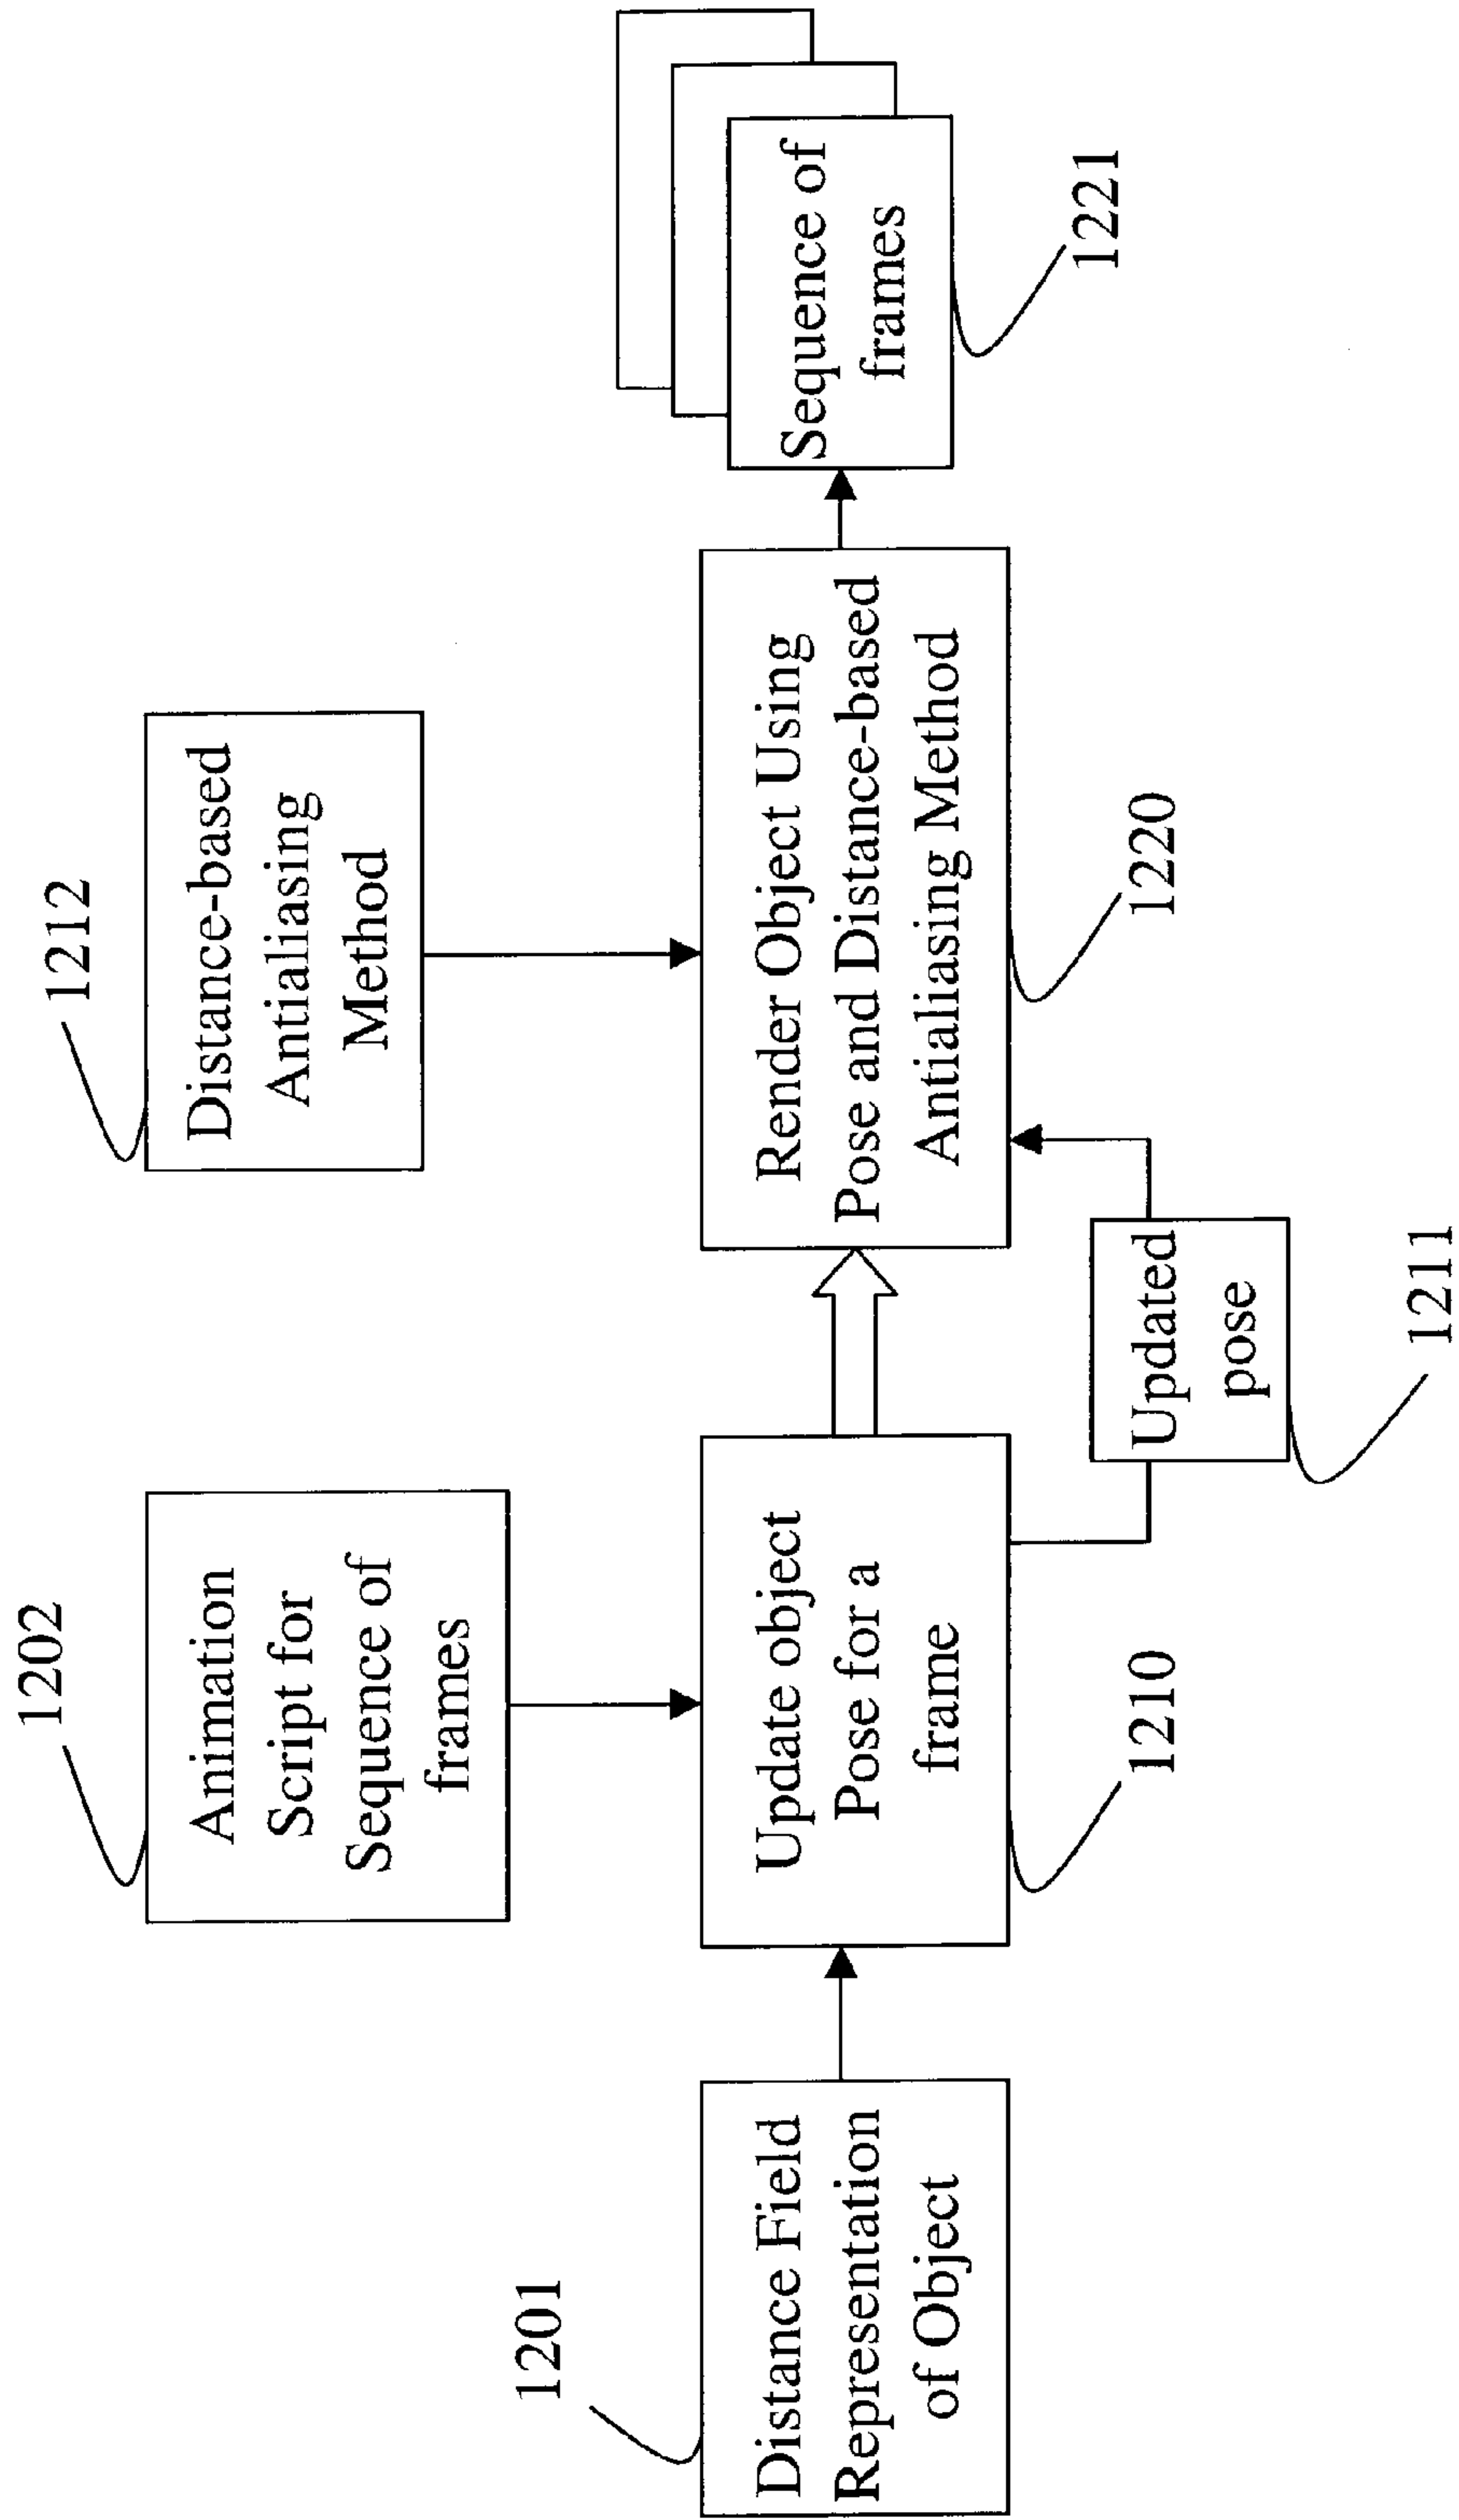 1201
Distance Field
Representation
of Object
1202
Animation
Script for
Sequence of
frames
Update object
Pose for a
frame
1210
Updated
pose
1211
1212
Distance-based
Antialiasing
Method
Render Object Using
Pose and Distance-based
Antialiasing Method
1220
Sequence of
frames
1221